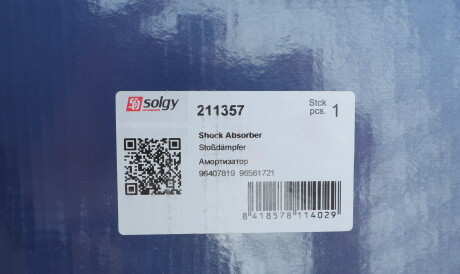 solgy
211357
Stck
pcs. 1
Shock Absorber
Stoßdämpfer
Амортизатор
96407819 96561721
8 418578 114029